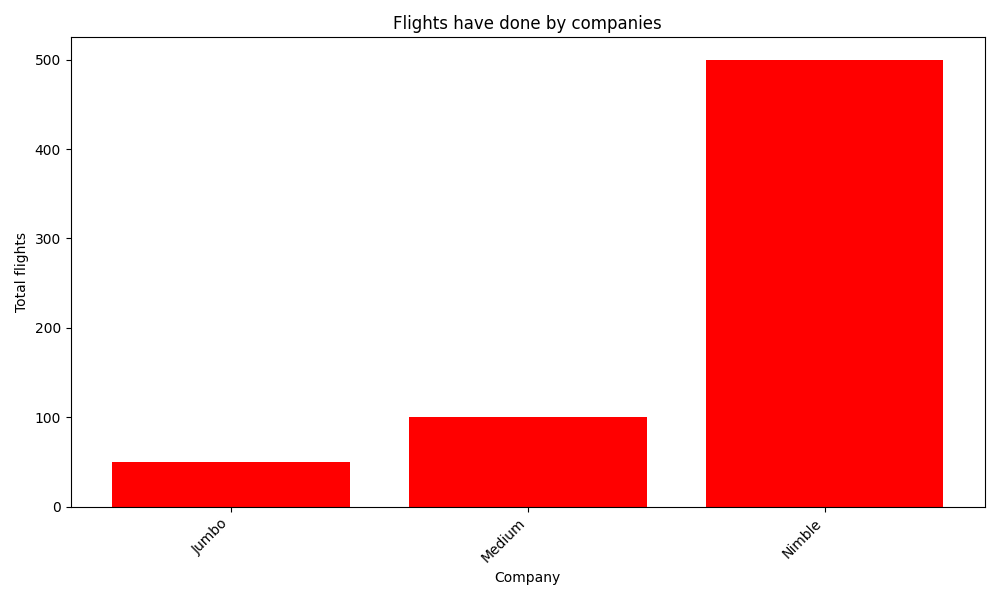 Flights have done by companies
500
400
300
200
100
0
Total flights
Jumbo
Medium
Nimble
Company